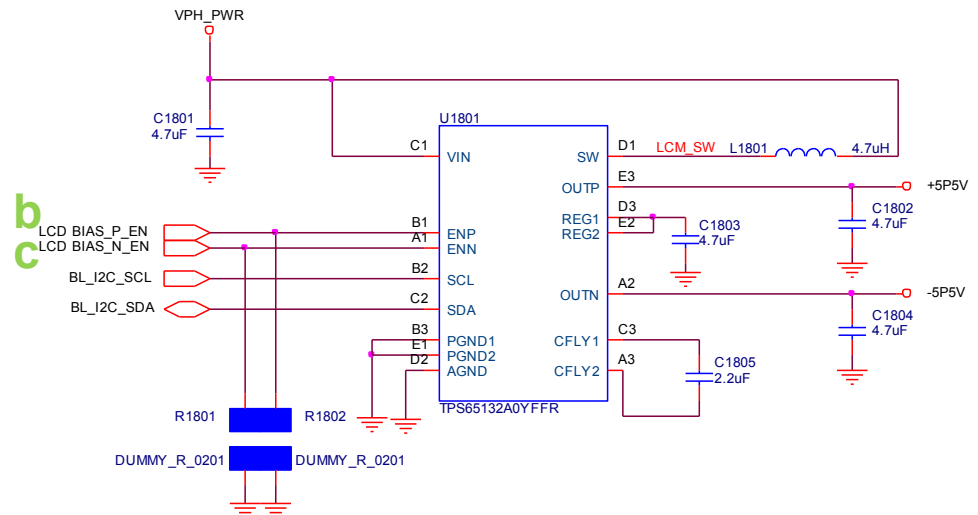 VPH_PWR
C1801
4.7uF
U1801
C1
VIN
SW
D1
LCM_SW
L1801
4.7uH
OUTP
E3
+5P5V
C1802
4.7uF
REG1
D3
REG2
E2
C1803
4.7uF
b
LCD BIAS_P_EN
B1
ENP
c
LCD BIAS_N_EN
A1
ENN
BL_I2C_SCL
B2
SCL
BL_I2C_SDA
C2
SDA
OUTN
A2
-5P5V
C1804
4.7uF
B3
PGND1
E1
PGND2
D2
AGND
CFLY1
C3
CFLY2
A3
C1805
2.2uF
TPS65132A0YFFR
R1801
R1802
DUMMY_R_0201
DUMMY_R_0201